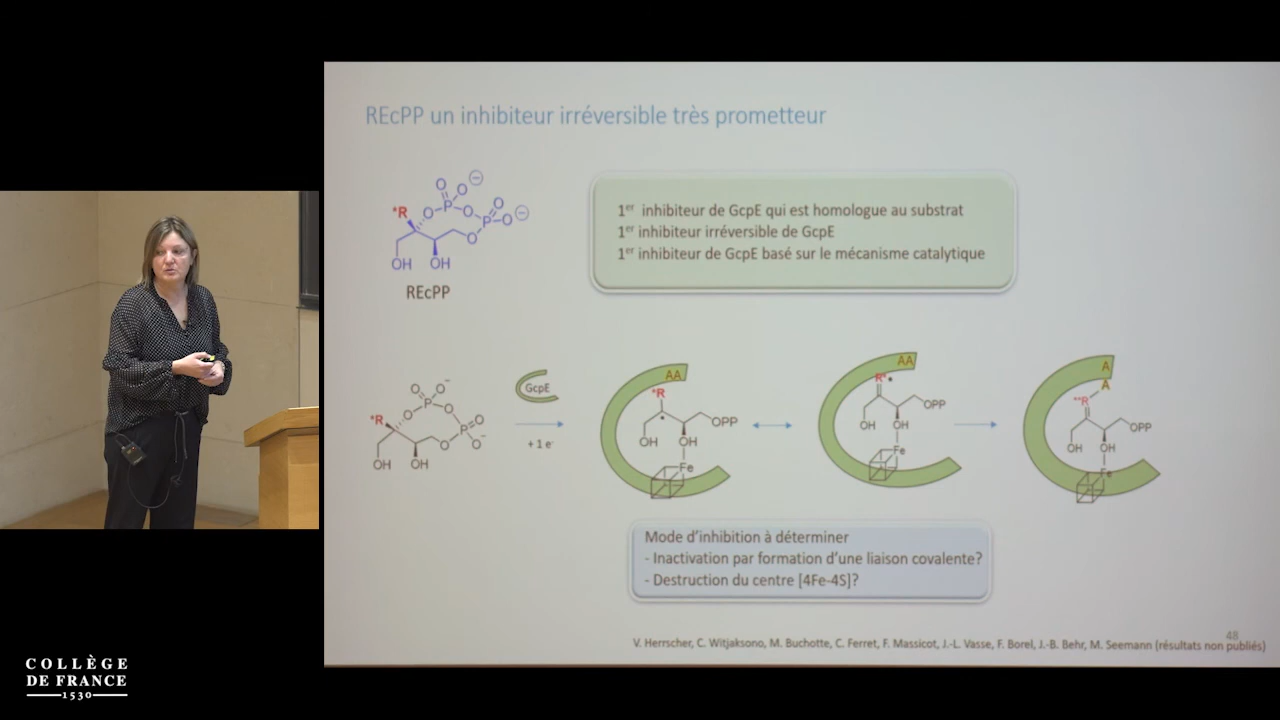 REcPP un inhibiteur irréversible très prometteur
*R
O
O
P
O
O
P
O
O
O
OH
OH
REcPP
1er inhibiteur de GcpE qui est homologue au substrat
1er inhibiteur irréversible de GcpE
1er inhibiteur de GcpE basé sur le mécanisme catalytique
*R
O
O-
P
O
O
P
O
O
O-
OH
OH
GcpE
+ 1 e-
AA
*R
OPP
OH
OH
Fe
AA
R*•
OPP
OH
OH
Fe
A
A
**R
OPP
OH
OH
Fe
Mode d'inhibition à déterminer
- Inactivation par formation d'une liaison covalente?
- Destruction du centre [4Fe-4S]?
48
V. Herrscher, C. Witjaksono, M. Buchotte, C. Ferret, F. Massicot, J.-L. Vasse, F. Borel, J.-B. Behr, M. Seemann (résultats non publiés)
COLLÈGE
DE FRANCE
1530